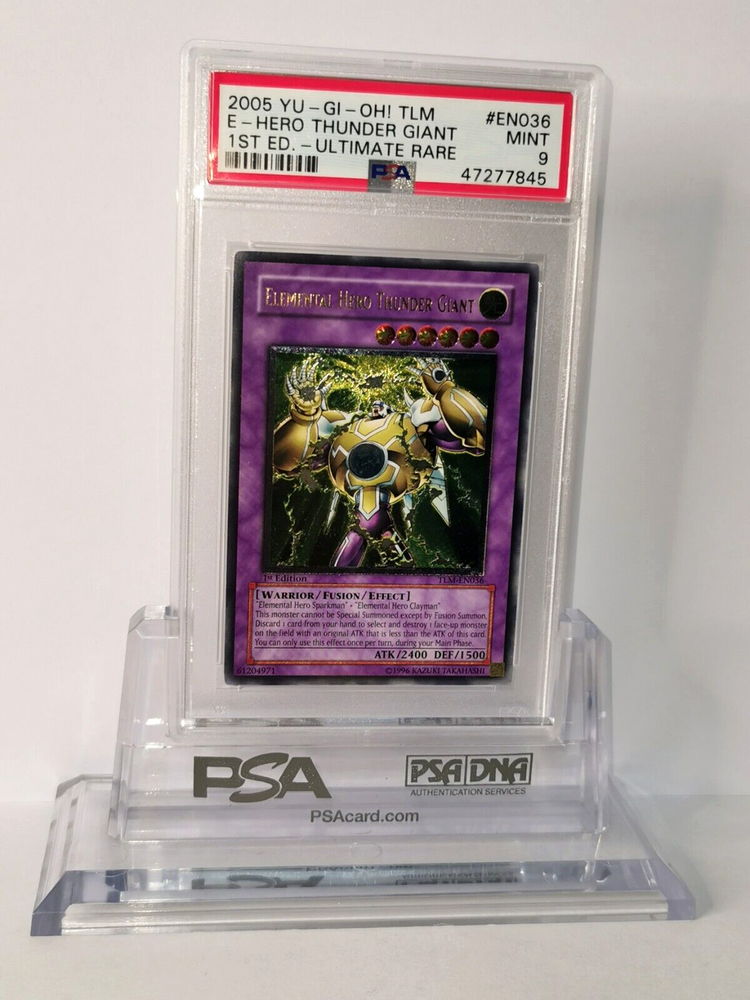 2005 YU-GI-OH! TLM #EN036
E-HERO THUNDER GIANT MINT
1ST ED. -ULTIMATE RARE 9
PSA 47277845
ELEMENTAL HERO THUNDER GIANT
1st Edition TLM-EN036
[WARRIOR/FUSION/EFFECT]
"Elemental Hero Sparkman" + "Elemental Hero Clayman"
This monster cannot be Special Summoned except by Fusion Summon.
Discard 1 card from your hand to select and destroy 1 face-up monster
on the field with an original ATK that is less than the ATK of this card.
You can only use this effect once per turn, during your Main Phase.
ATK/2400 DEF/1500
61204971 ©1996 KAZUKI TAKAHASHI
PSA PSA DNA
AUTHENTICATION SERVICES
PSAcard.com